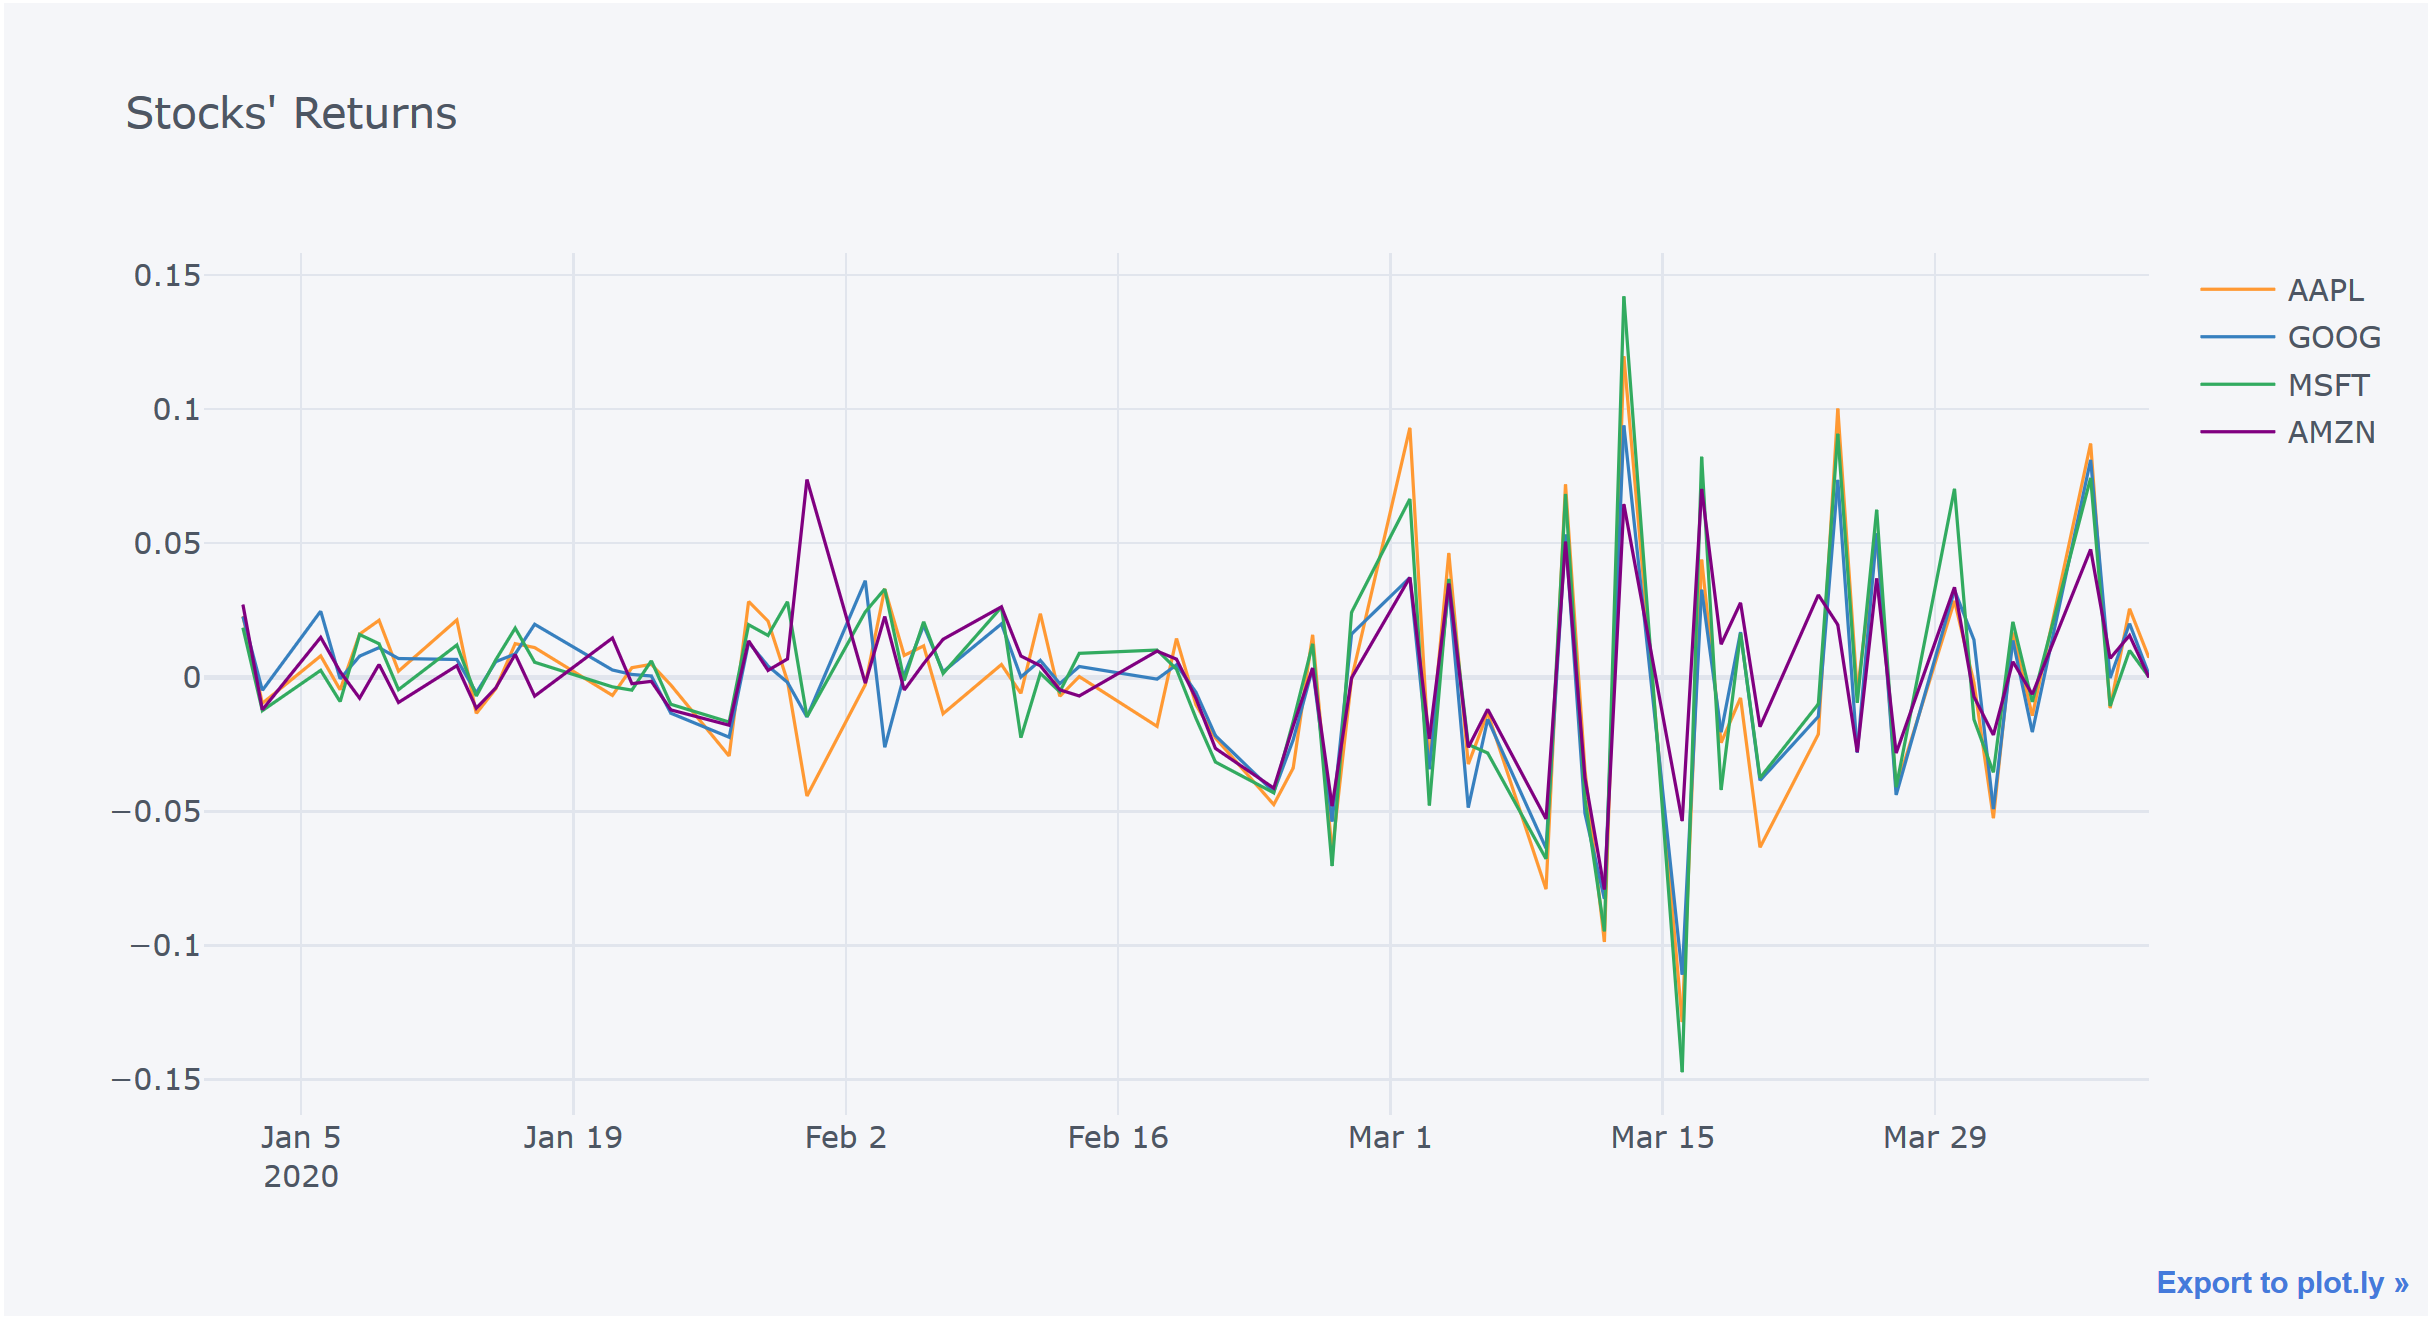 Stocks' Returns
0.15
0.1
0.05
0
−0.05
−0.1
−0.15
Jan 5
2020
Jan 19
Feb 2
Feb 16
Mar 1
Mar 15
Mar 29
AAPL
GOOG
MSFT
AMZN
Export to plot.ly »